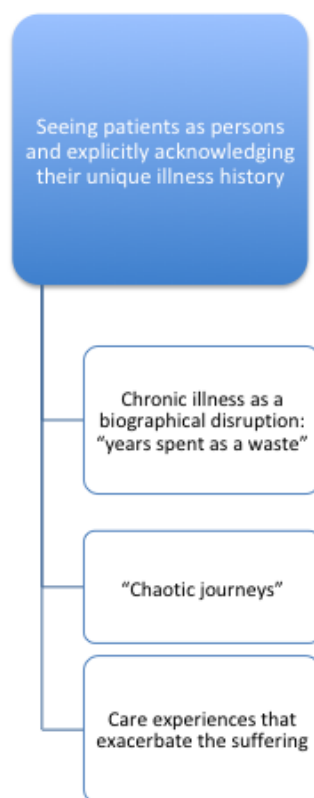 Seeing patients as persons
and explicitly acknowledging
their unique illness history
Chronic illness as a
biographical disruption:
“years spent as a waste”
“Chaotic journeys”
Care experiences that
exacerbate the suffering